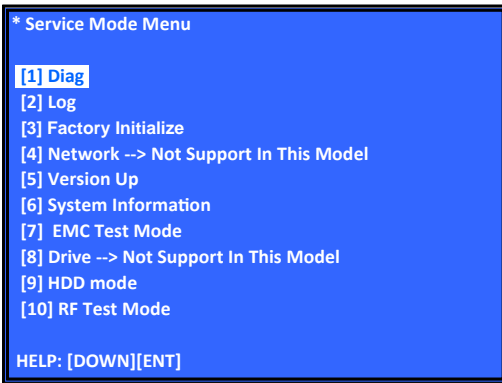 * Service Mode Menu
[1] Diag
[2] Log
[3] Factory Initialize
[4] Network --> Not Support In This Model
[5] Version Up
[6] System Information
[7] EMC Test Mode
[8] Drive --> Not Support In This Model
[9] HDD mode
[10] RF Test Mode
HELP: [DOWN][ENT]